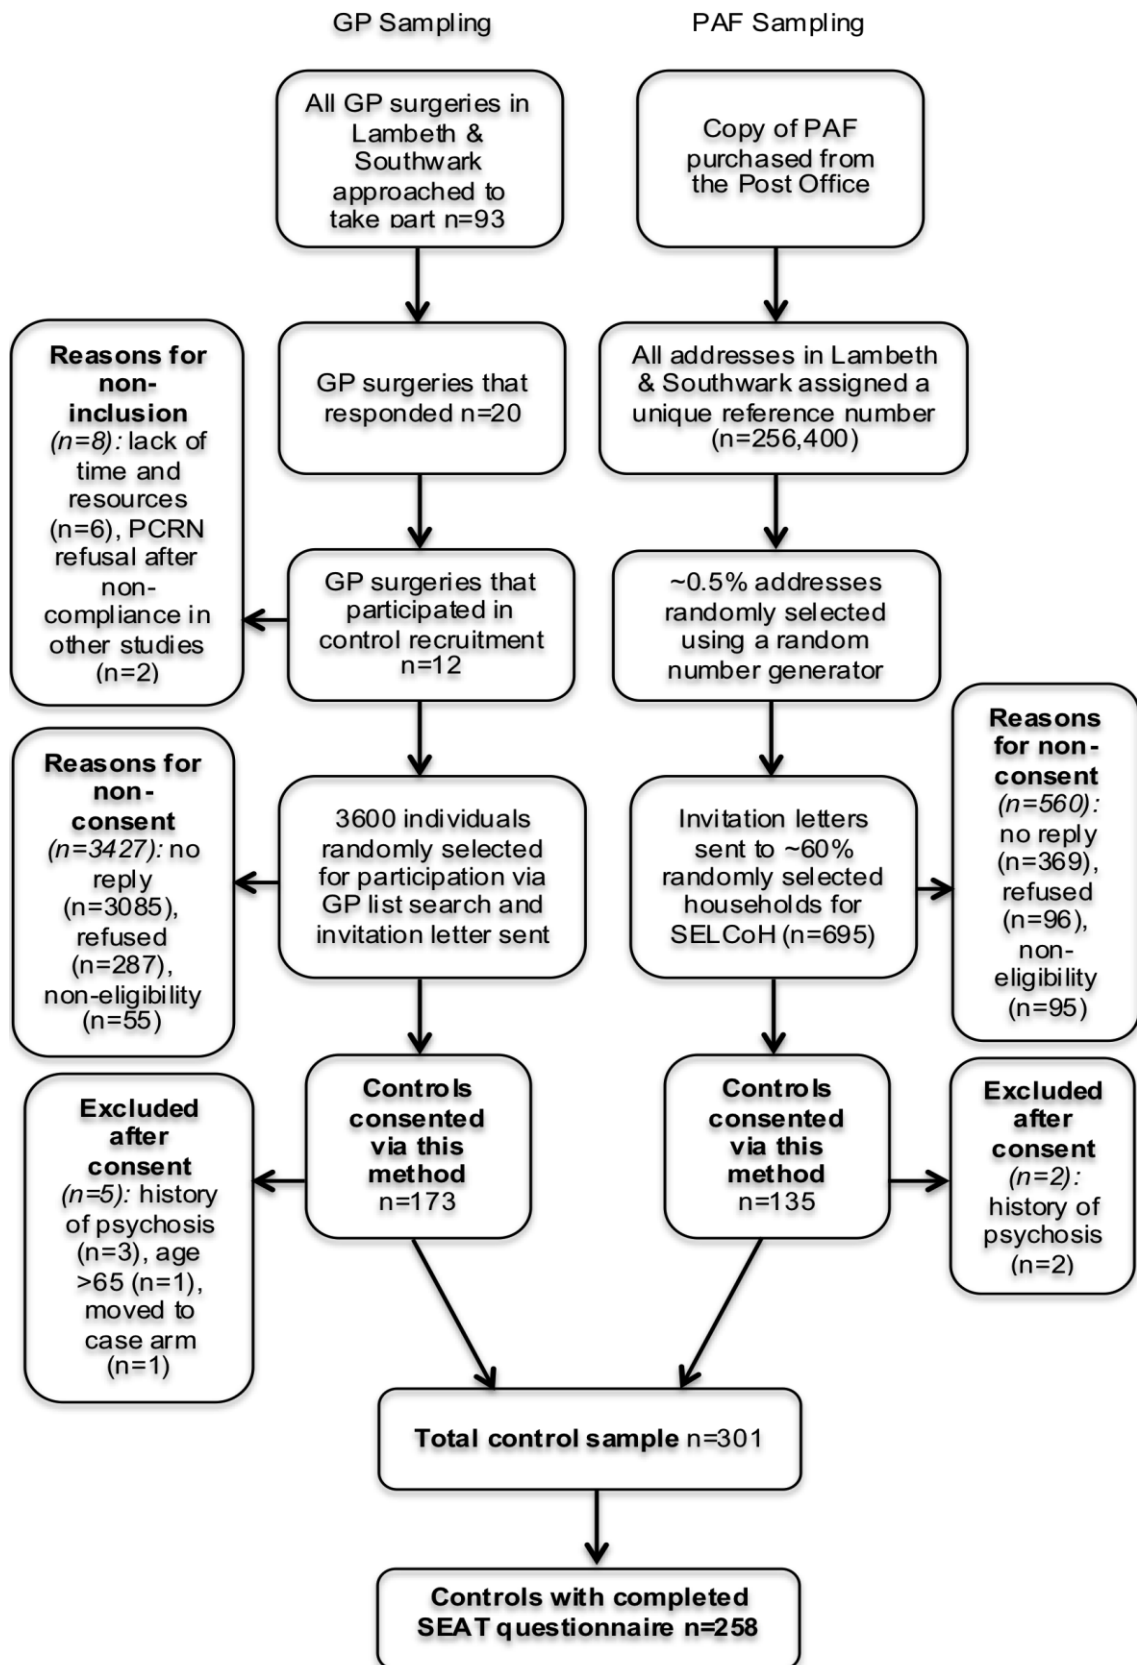 GP Sampling
PAF Sampling
All GP surgeries in
Lambeth &
Southwark
approached to
take part n=93
Copy of PAF
purchased from
the Post Office
Reasons for
non-
inclusion
(n=8): lack of
time and
resources
(n=6), PCRN
refusal after
non-
compliance in
other studies
(n=2)
GP surgeries that
responded n=20
All addresses in Lambeth
& Southwark assigned a
unique reference number
(n=256,400)
GP surgeries that
participated in
control recruitment
n=12
~0.5% addresses
randomly selected
using a random
number generator
Reasons for
non-
consent
(n=3427): no
reply
(n=3085),
refused
(n=287),
non-eligibility
(n=55)
3600 individuals
randomly selected
for participation via
GP list search and
invitation letter sent
Invitation letters
sent to ~60%
randomly selected
households for
SELCoH (n=695)
Reasons
for non-
consent
(n=560):
no reply
(n=369),
refused
(n=96),
non-
eligibility
(n=95)
Excluded
after
consent
(n=5): history
of psychosis
(n=3), age
>65 (n=1),
moved to
case arm
(n=1)
Controls
consented
via this
method
n=173
Controls
consented
via this
method
n=135
Excluded
after
consent
(n=2):
history of
psychosis
(n=2)
Total control sample n=301
Controls with completed
SEAT questionnaire n=258